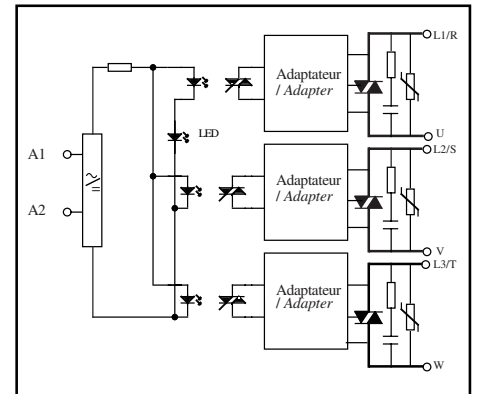 L1/R
Adaptateur
/ Adapter
LED
U
L2/S
A1
Adaptateur
/ Adapter
A2
V
L3/T
Adaptateur
/ Adapter
W